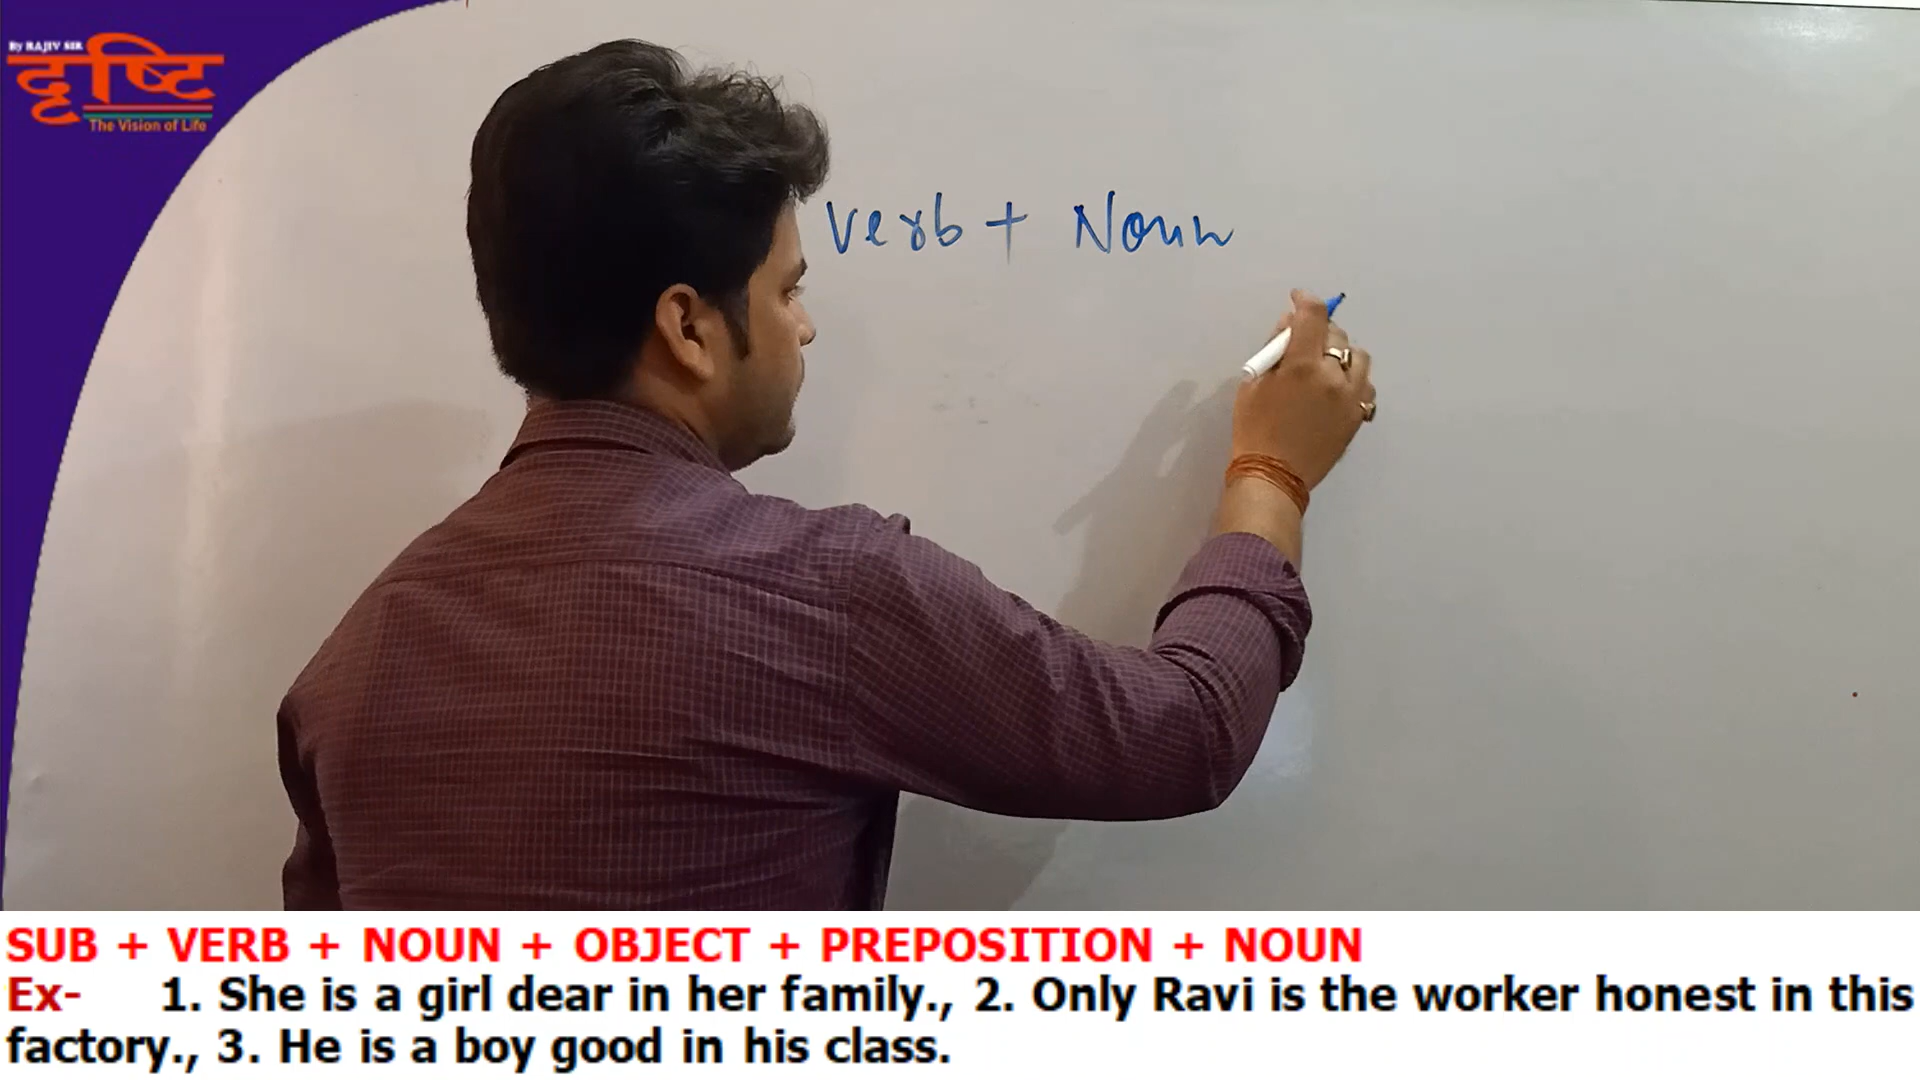 By RAJIV SIR
दृष्टि
The Vision of Life
Verb + Noun
SUB + VERB + NOUN + OBJECT + PREPOSITION + NOUN
Ex- 1. She is a girl dear in her family., 2. Only Ravi is the worker honest in this
factory., 3. He is a boy good in his class.